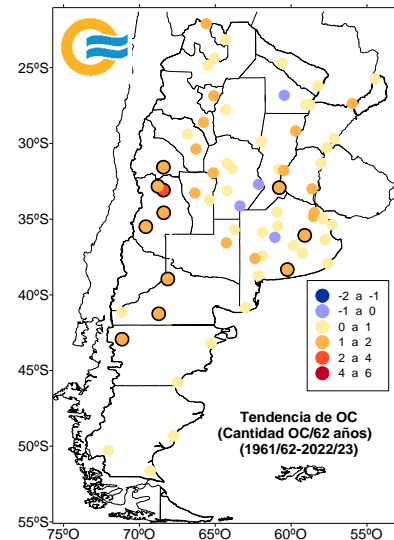 25ºS
30ºS
35ºS
40ºS
45ºS
50ºS
55ºS
75ºO
70ºO
65ºO
60ºO
55ºO
-2 a -1
-1 a 0
0 a 1
1 a 2
2 a 4
4 a 6
Tendencia de OC
(Cantidad OC/62 años)
(1961/62-2022/23)